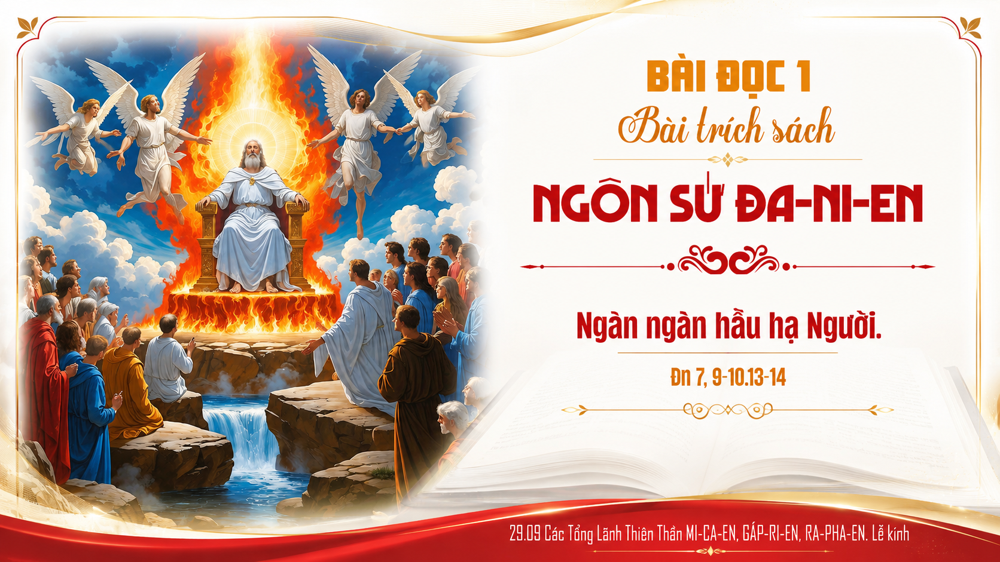 BÀI ĐỌC 1
Bài trích sách
NGÔN SỨ ĐA-NI-EN
Ngàn ngàn hầu hạ Người.
Đn 7, 9-10.13-14
29.09 Các Tổng Lãnh Thiên Thần MI-CA-EN, GÁP-RI-EN, RA-PHA-EN. Lễ kính